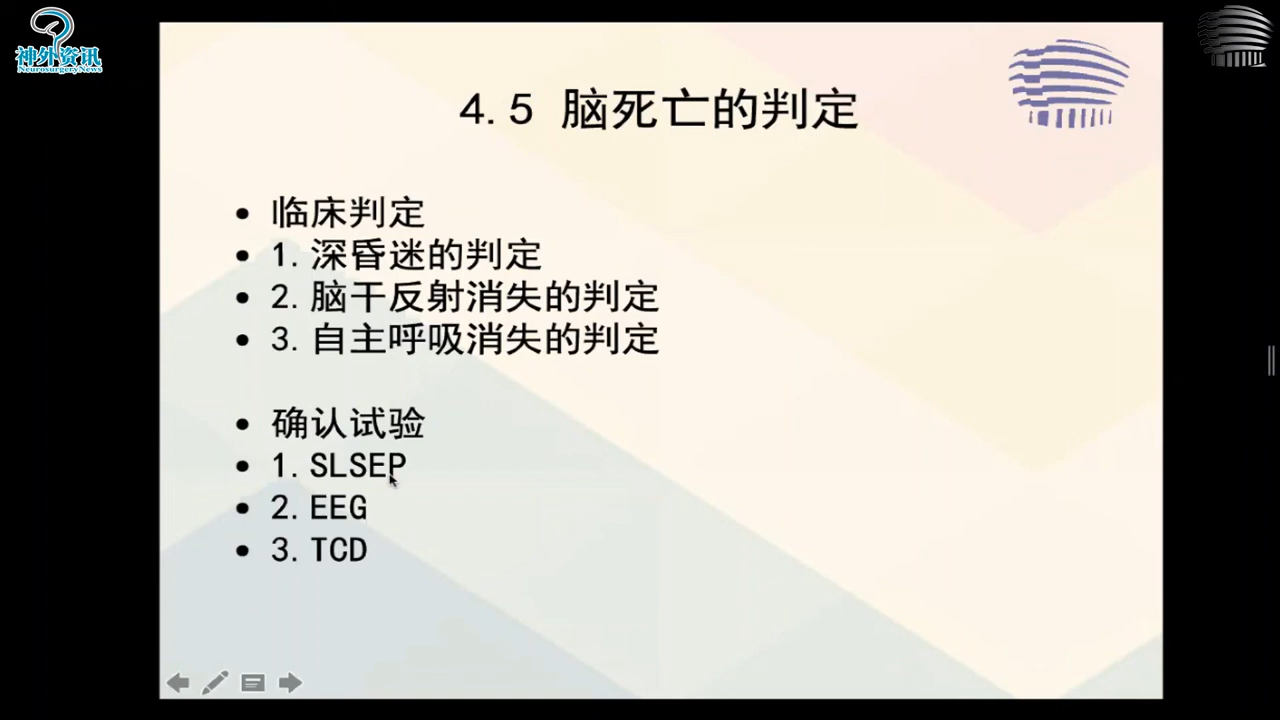 神外资讯
NeurosurgeryNews
4.5 脑死亡的判定
• 临床判定
• 1. 深昏迷的判定
• 2. 脑干反射消失的判定
• 3. 自主呼吸消失的判定
• 确认试验
• 1. SLSEP
• 2. EEG
• 3. TCD